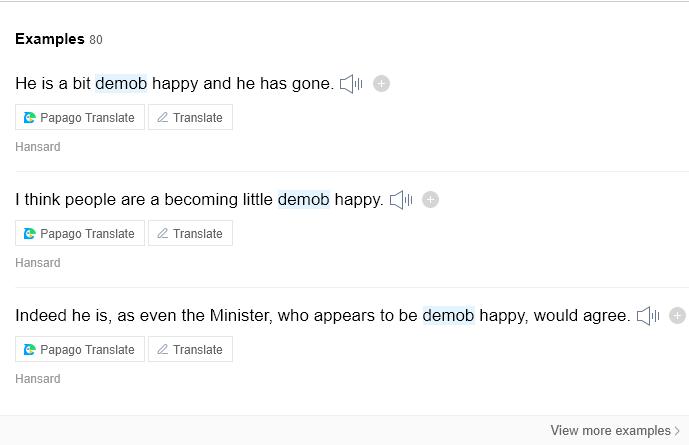 Examples 80
He is a bit demob happy and he has gone.
Papago Translate Translate
Hansard
I think people are a becoming little demob happy.
Papago Translate Translate
Hansard
Indeed he is, as even the Minister, who appears to be demob happy, would agree.
Papago Translate Translate
Hansard
View more examples